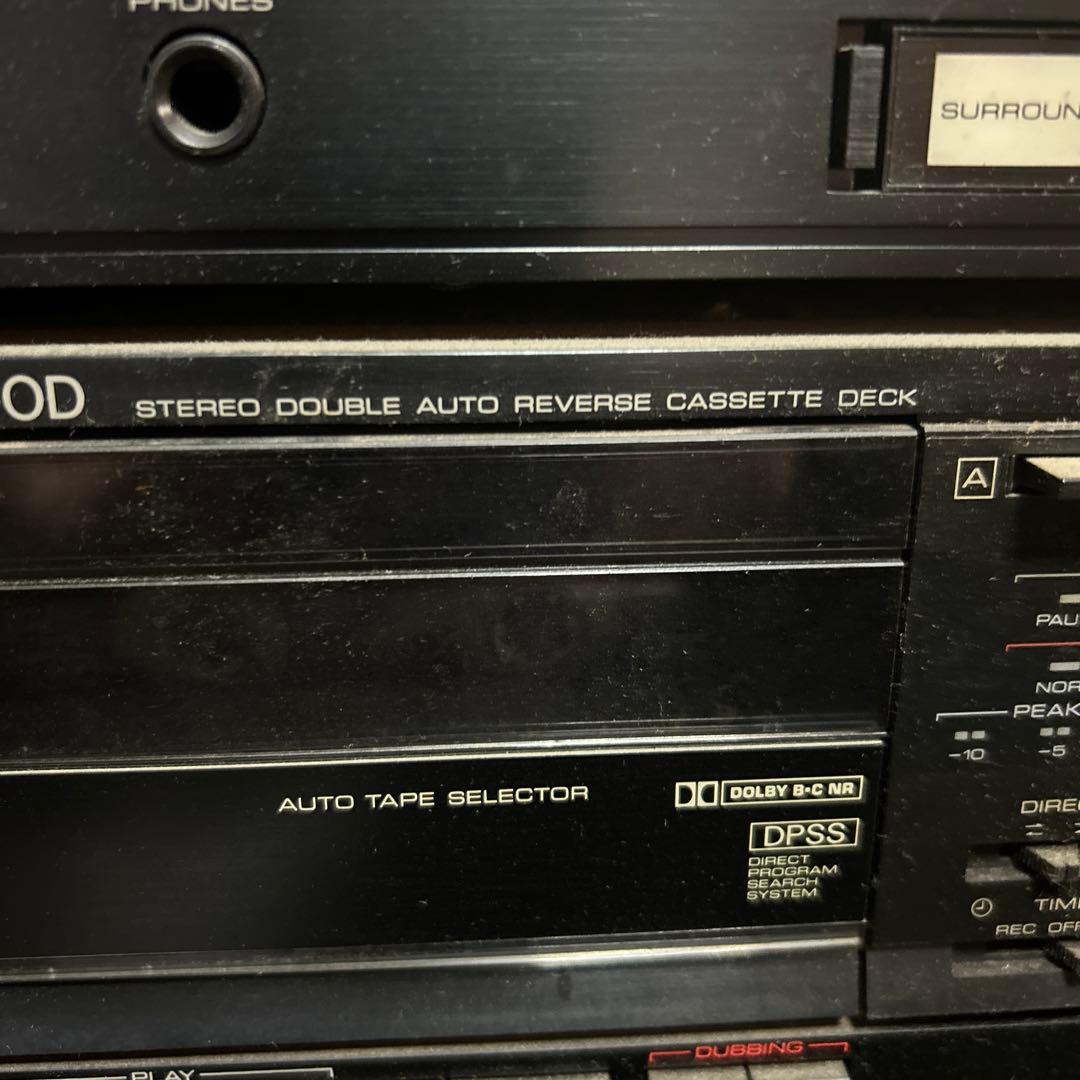 PHONES
SURROUN
OD STEREO DOUBLE AUTO REVERSE CASSETTE DECK
A
PAU
NOR
PEAK
-10 -5
AUTO TAPE SELECTOR
DOLBY B·C NR
DPSS
DIRECT
PROGRAM
SEARCH
SYSTEM
DIREC
TIME
REC OFF
DUBBING
PLAY